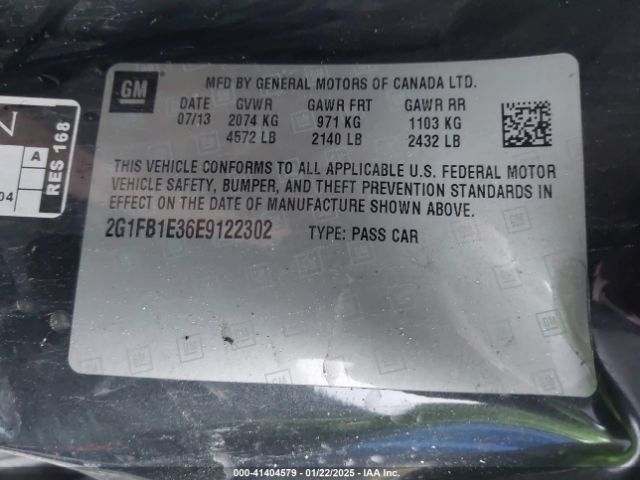 GM
MFD BY GENERAL MOTORS OF CANADA LTD.
DATE GVWR GAWR FRT GAWR RR
07/13 2074 KG 971 KG 1103 KG
4572 LB 2140 LB 2432 LB
THIS VEHICLE CONFORMS TO ALL APPLICABLE U.S. FEDERAL MOTOR
VEHICLE SAFETY, BUMPER, AND THEFT PREVENTION STANDARDS IN
EFFECT ON THE DATE OF MANUFACTURE SHOWN ABOVE.
2G1FB1E36E9122302 TYPE: PASS CAR
A
RES 168
04
000-41404579 - 01/22/2025 - IAA Inc.